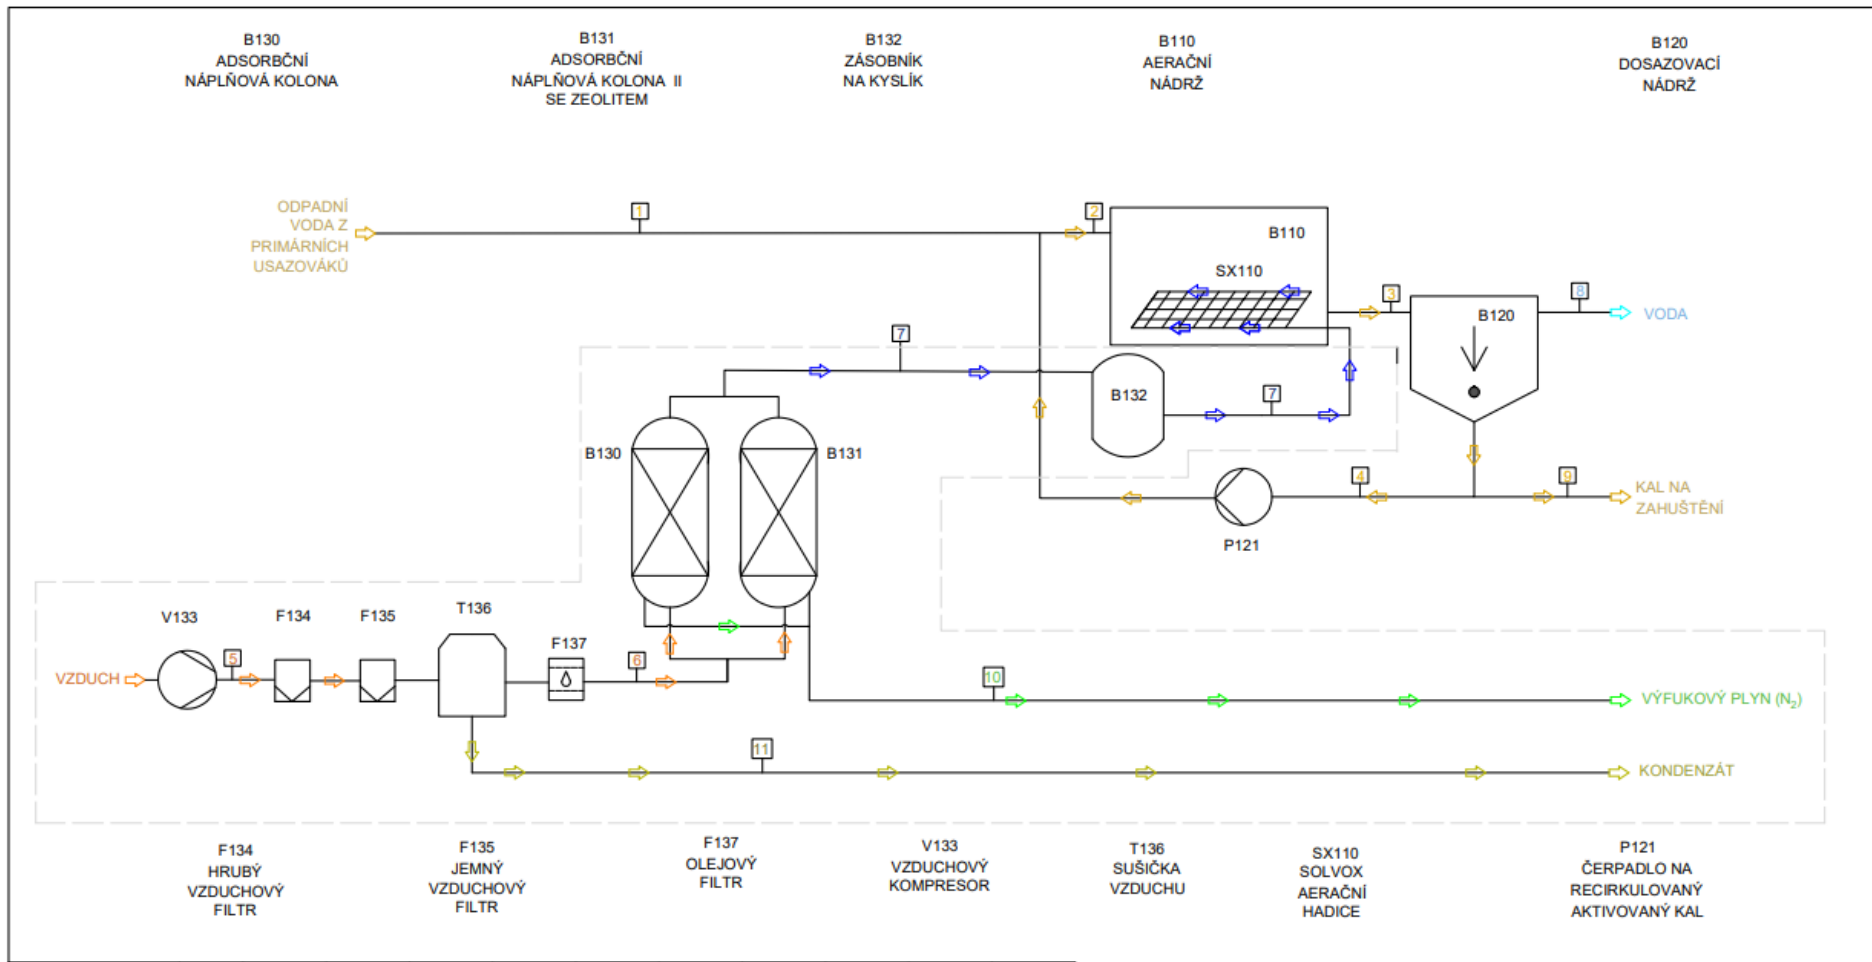 B130
ADSORBČNÍ
NÁPLŇOVÁ KOLONA
B131
ADSORBČNÍ
NÁPLŇOVÁ KOLONA II
SE ZEOLITEM
B132
ZÁSOBNÍK
NA KYSLÍK
B110
AERAČNÍ
NÁDRŽ
B120
DOSAZOVACÍ
NÁDRŽ
ODPADNÍ
VODA Z
PRIMÁRNÍCH
USAZOVÁKŮ
1
2
B110
SX110
3
B120
8
VODA
7
B132
7
B130
B131
4
9
KAL NA
ZAHUŠTĚNÍ
P121
V133
F134
F135
T136
F137
VZDUCH
5
6
10
VÝFUKOVÝ PLYN (N₂)
11
KONDENZÁT
F134
HRUBÝ
VZDUCHOVÝ
FILTR
F135
JEMNÝ
VZDUCHOVÝ
FILTR
F137
OLEJOVÝ
FILTR
V133
VZDUCHOVÝ
KOMPRESOR
T136
SUŠIČKA
VZDUCHU
SX110
SOLVOX
AERAČNÍ
HADICE
P121
ČERPADLO NA
RECIRKULOVANÝ
AKTIVOVANÝ KAL